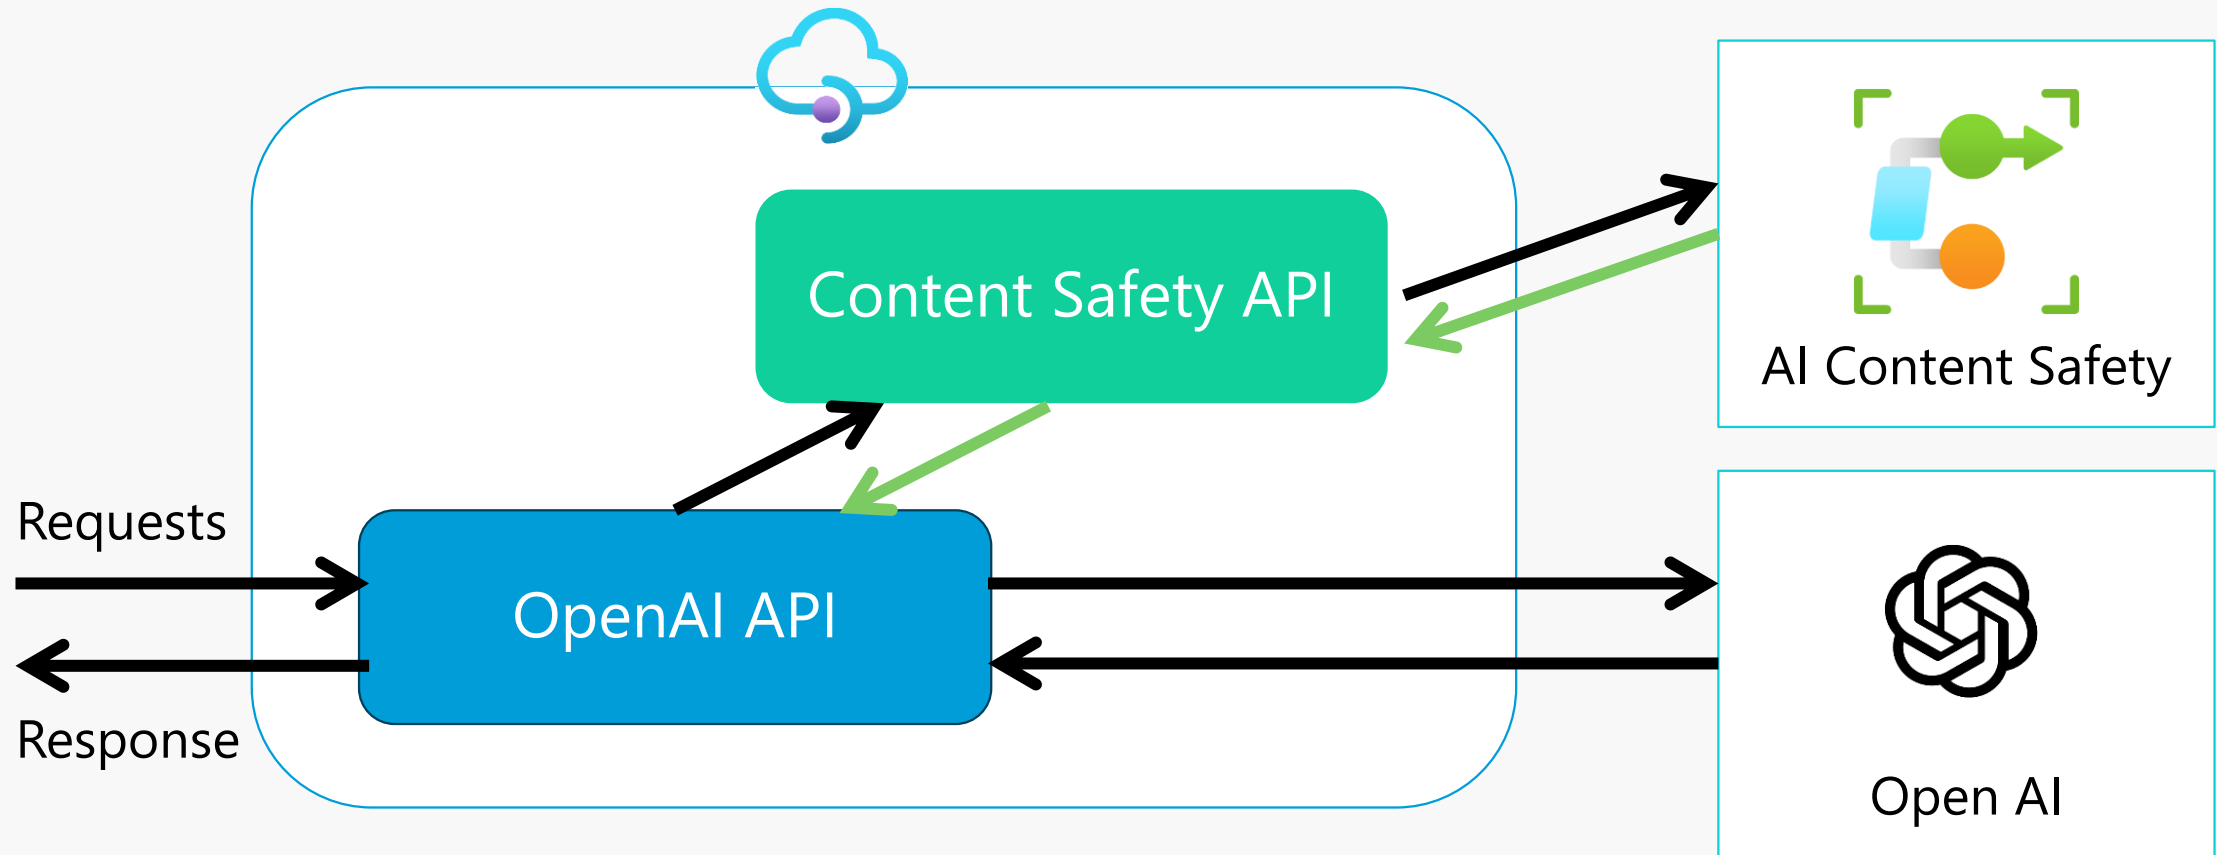 Content Safety API
AI Content Safety
Requests
OpenAI API
Response
Open AI